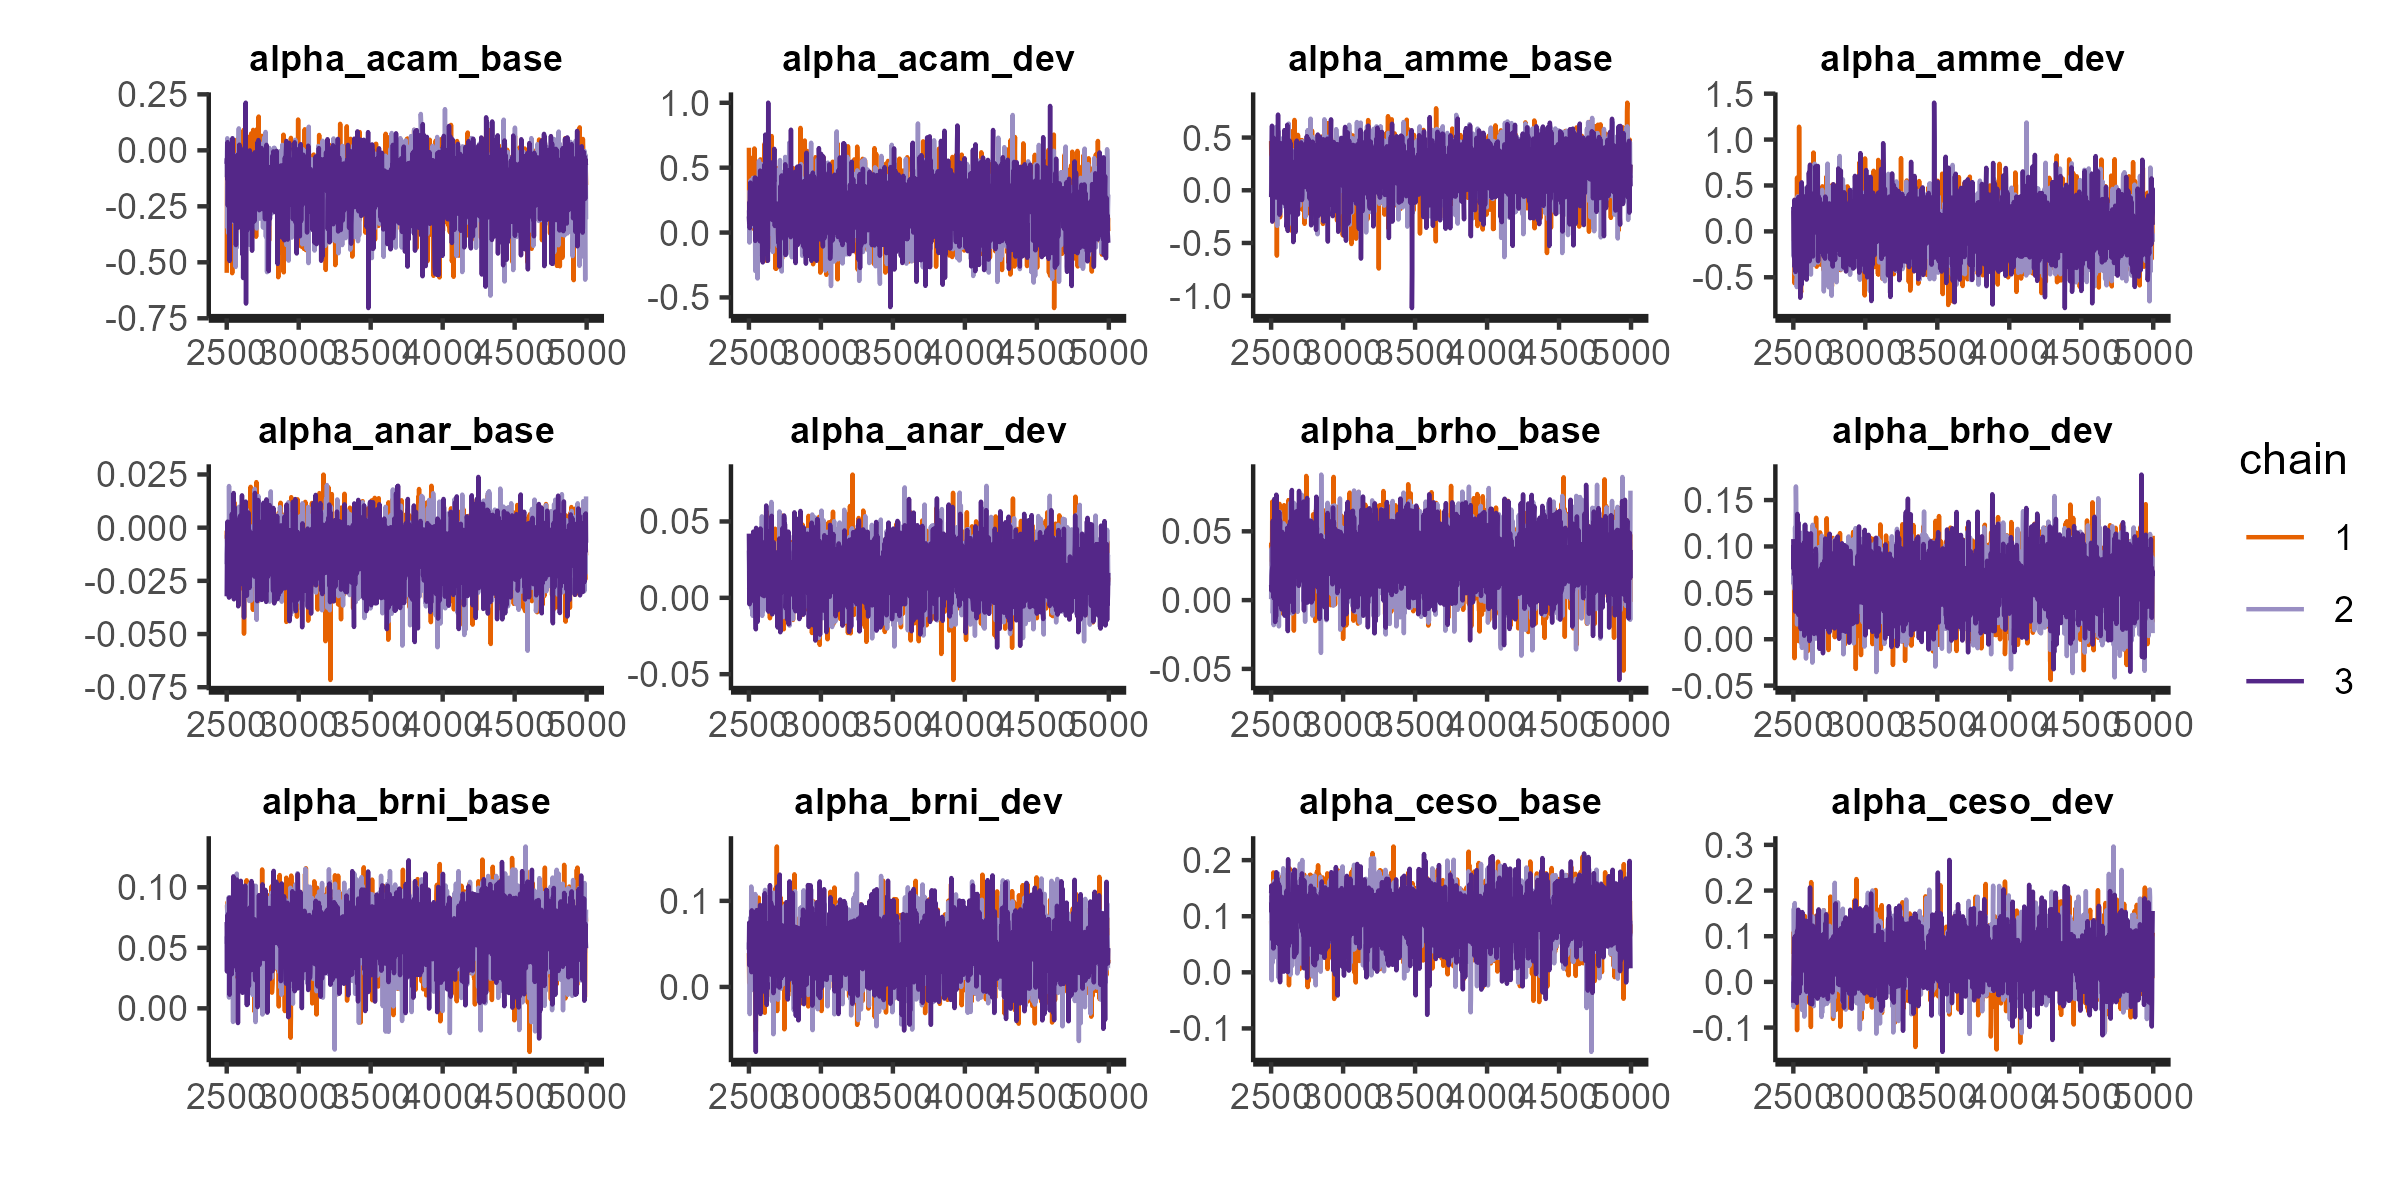 alpha_acam_base alpha_acam_dev alpha_amme_base alpha_amme_dev
0.25 0.00 -0.25 -0.50 -0.75
1.0 0.5 0.0 -0.5
0.5 0.0 -0.5 -1.0
1.5 1.0 0.5 0.0 -0.5
2500 3000 3500 4000 4500 5000 2500 3000 3500 4000 4500 5000 2500 3000 3500 4000 4500 5000 2500 3000 3500 4000 4500 5000
alpha_anar_base alpha_anar_dev alpha_brho_base alpha_brho_dev
0.025 0.000 -0.025 -0.050 -0.075
0.05 0.00 -0.05
0.05 0.00 -0.05
0.15 0.10 0.05 0.00 -0.05
2500 3000 3500 4000 4500 5000 2500 3000 3500 4000 4500 5000 2500 3000 3500 4000 4500 5000 2500 3000 3500 4000 4500 5000
alpha_brni_base alpha_brni_dev alpha_ceso_base alpha_ceso_dev
0.10 0.05 0.00
0.1 0.0
0.2 0.1 0.0 -0.1
0.3 0.2 0.1 0.0 -0.1
2500 3000 3500 4000 4500 5000 2500 3000 3500 4000 4500 5000 2500 3000 3500 4000 4500 5000 2500 3000 3500 4000 4500 5000
chain
1
2
3